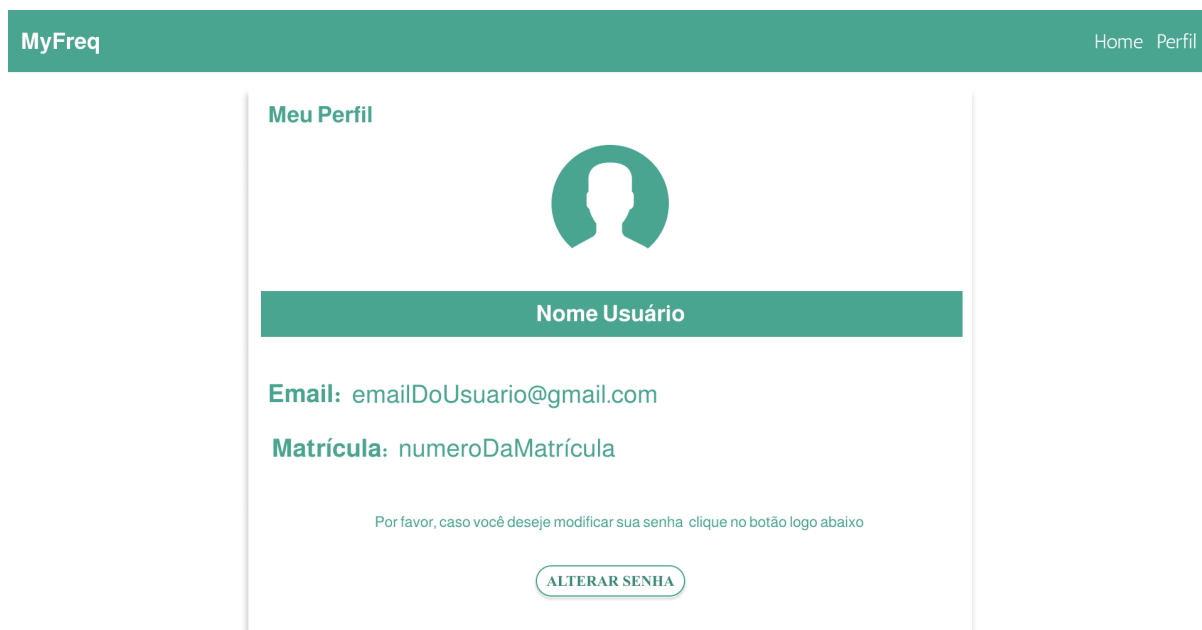 MyFreq
Home Perfil
Meu Perfil
Nome Usuário
Email: emailDoUsuario@gmail.com
Matrícula: numeroDaMatrícula
Por favor, caso você deseje modificar sua senha clique no botão logo abaixo
ALTERAR SENHA